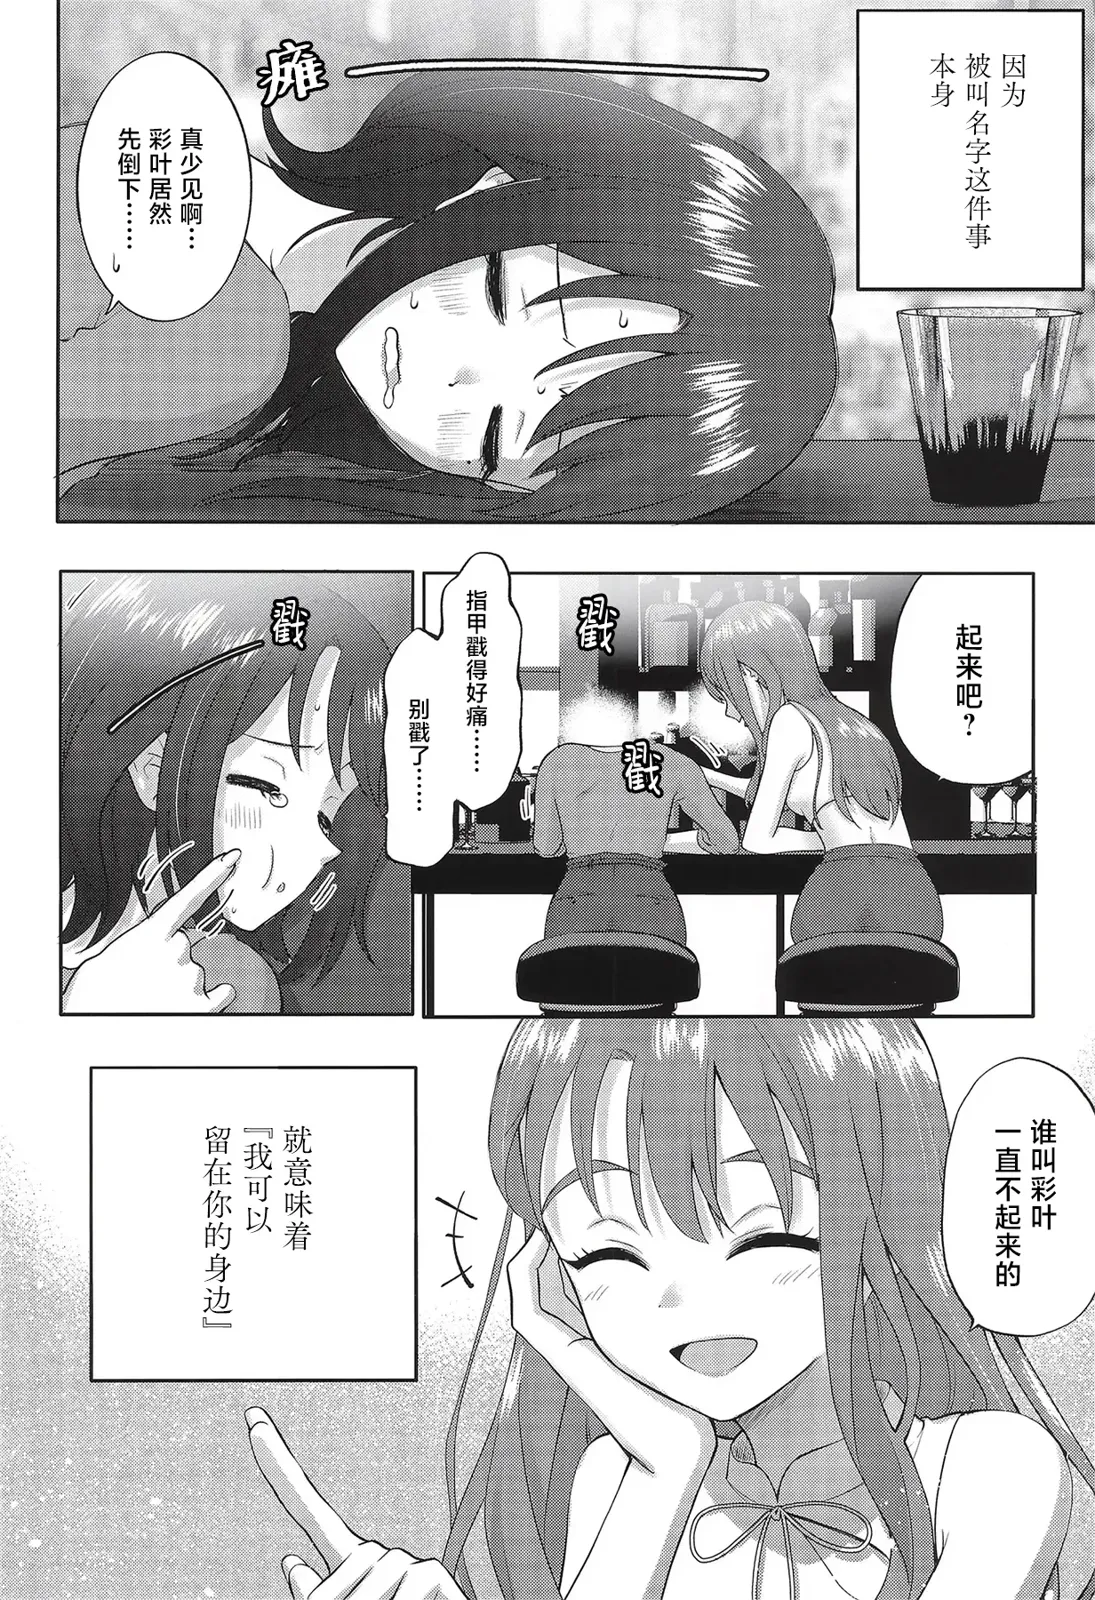 因为
被叫名字这件事
本身
瘫
真少见啊…
彩叶居然
先倒下……
起来吧？
戳
戳
指甲戳得好痛……
别戳了……
戳
谁叫彩叶
一直不起来的
就意味着
『我可以
留在你的身边』